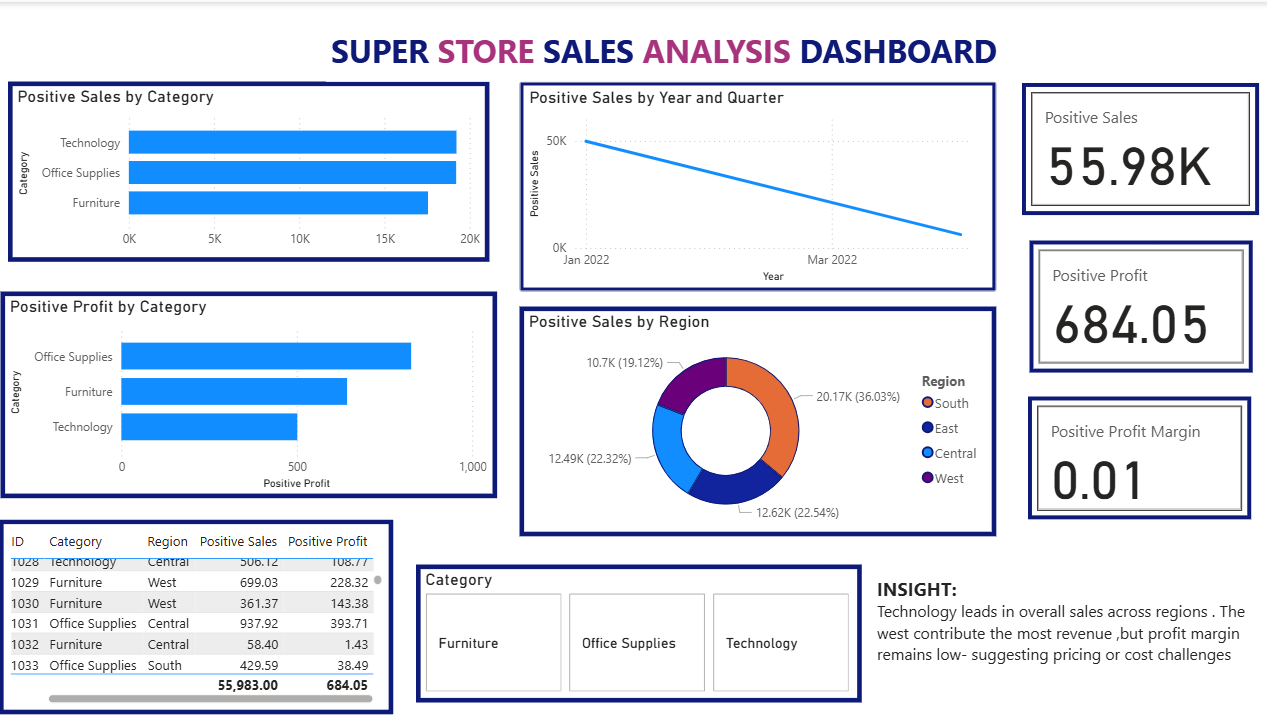 SUPER STORE SALES ANALYSIS DASHBOARD
Positive Sales by Category
Category
Technology
Office Supplies
Furniture
0K 5K 10K 15K 20K
Positive Sales by Year and Quarter
Positive Sales
50K
0K
Jan 2022 Mar 2022
Year
Positive Sales
55.98K
Positive Profit
684.05
Positive Profit Margin
0.01
Positive Profit by Category
Category
Office Supplies
Furniture
Technology
0 500 1,000
Positive Profit
Positive Sales by Region
10.7K (19.12%)
20.17K (36.03%)
12.49K (22.32%)
12.62K (22.54%)
Region
South
East
Central
West
ID Category Region Positive Sales Positive Profit
1028 Technology Central 506.12 108.77
1029 Furniture West 699.03 228.32
1030 Furniture West 361.37 143.38
1031 Office Supplies Central 937.92 393.71
1032 Furniture Central 58.40 1.43
1033 Office Supplies South 429.59 38.49
55,983.00 684.05
Category
Furniture Office Supplies Technology
INSIGHT:
Technology leads in overall sales across regions . The
west contribute the most revenue ,but profit margin
remains low- suggesting pricing or cost challenges